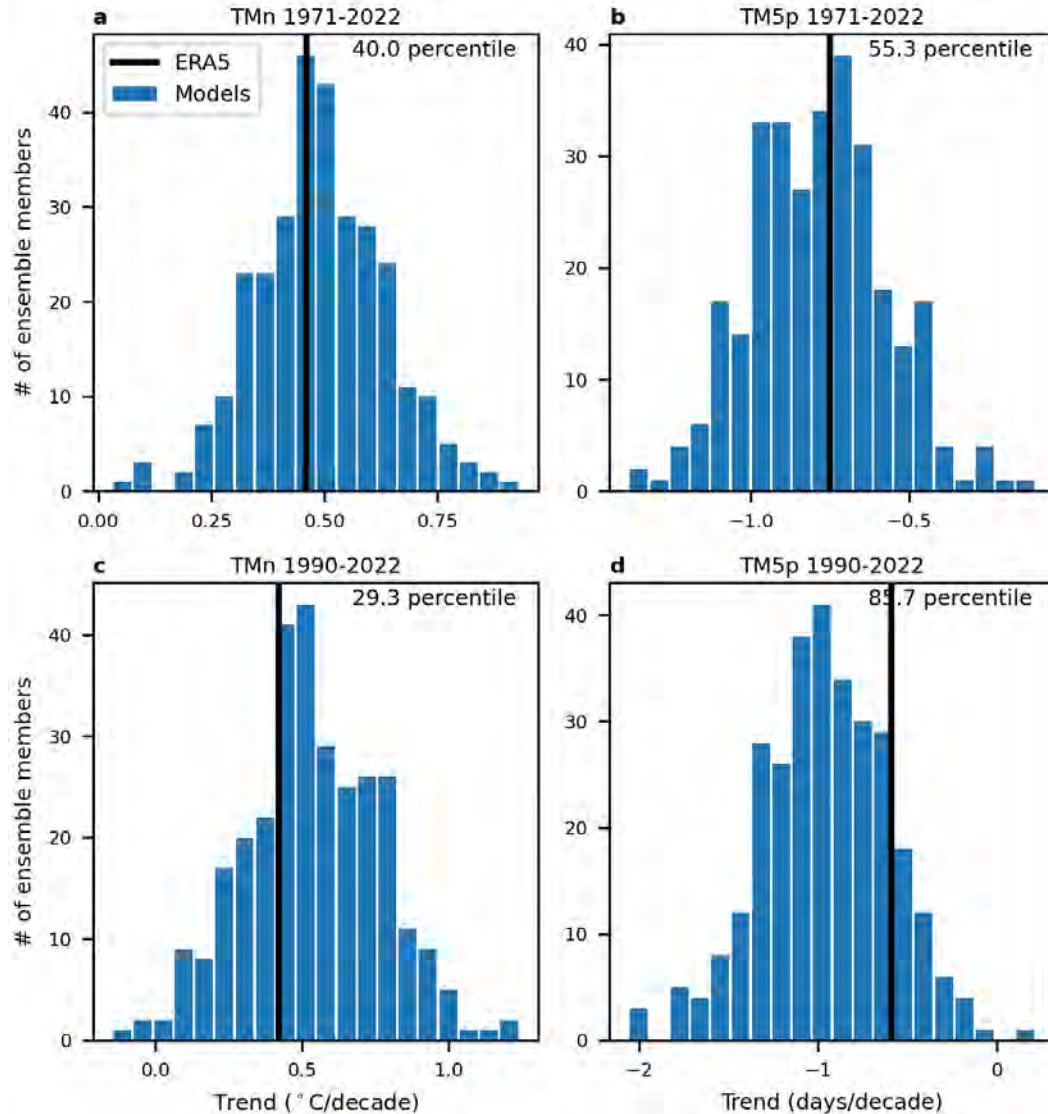 a TMn 1971-2022
40.0 percentile
ERA5
Models
# of ensemble members
40
30
20
10
0
0.00 0.25 0.50 0.75
b TM5p 1971-2022
55.3 percentile
40
30
20
10
0
−1.0 −0.5
c TMn 1990-2022
29.3 percentile
# of ensemble members
40
30
20
10
0
0.0 0.5 1.0
Trend (°C/decade)
d TM5p 1990-2022
85.7 percentile
40
30
20
10
0
−2 −1 0
Trend (days/decade)